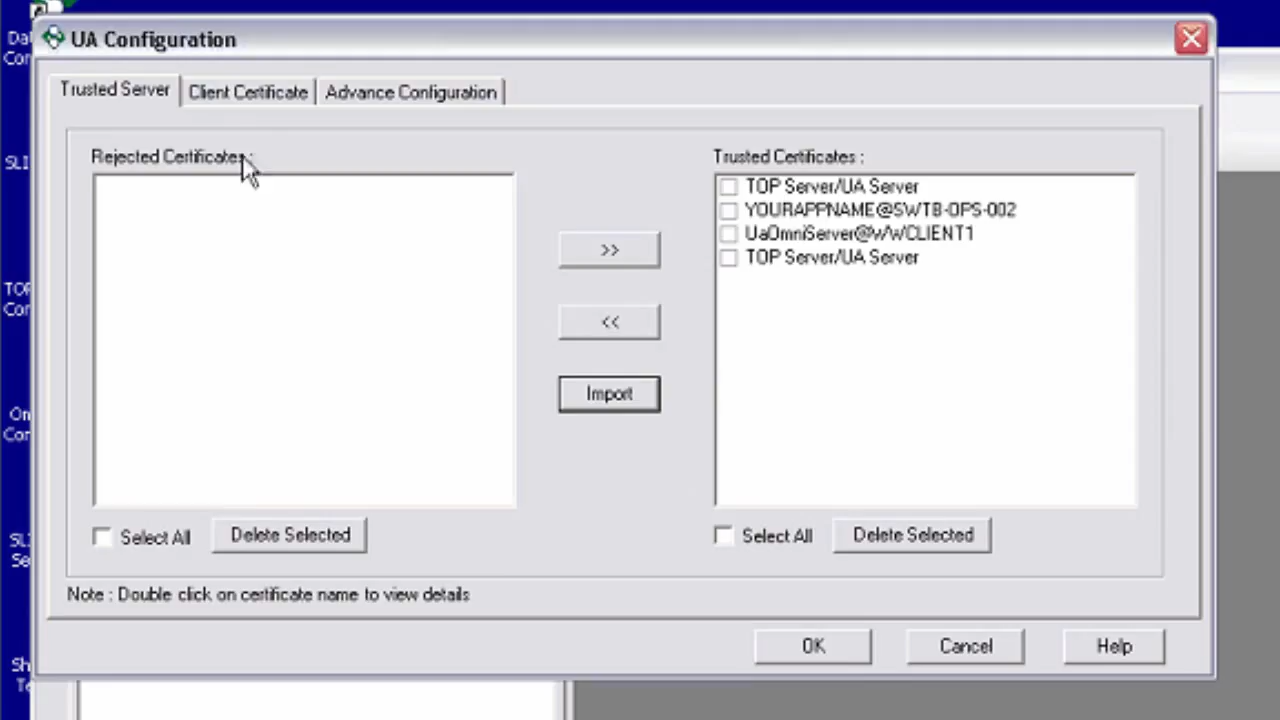 UA Configuration
Trusted Server
Client Certificate
Advance Configuration
Rejected Certificates :
Trusted Certificates :
TOP Server/UA Server
YOURAPPNAME@SWTB-OPS-002
UaOmniServer@WWCLIENT1
TOP Server/UA Server
>>
<<
Import
Select All
Delete Selected
Select All
Delete Selected
Note : Double click on certificate name to view details
OK
Cancel
Help